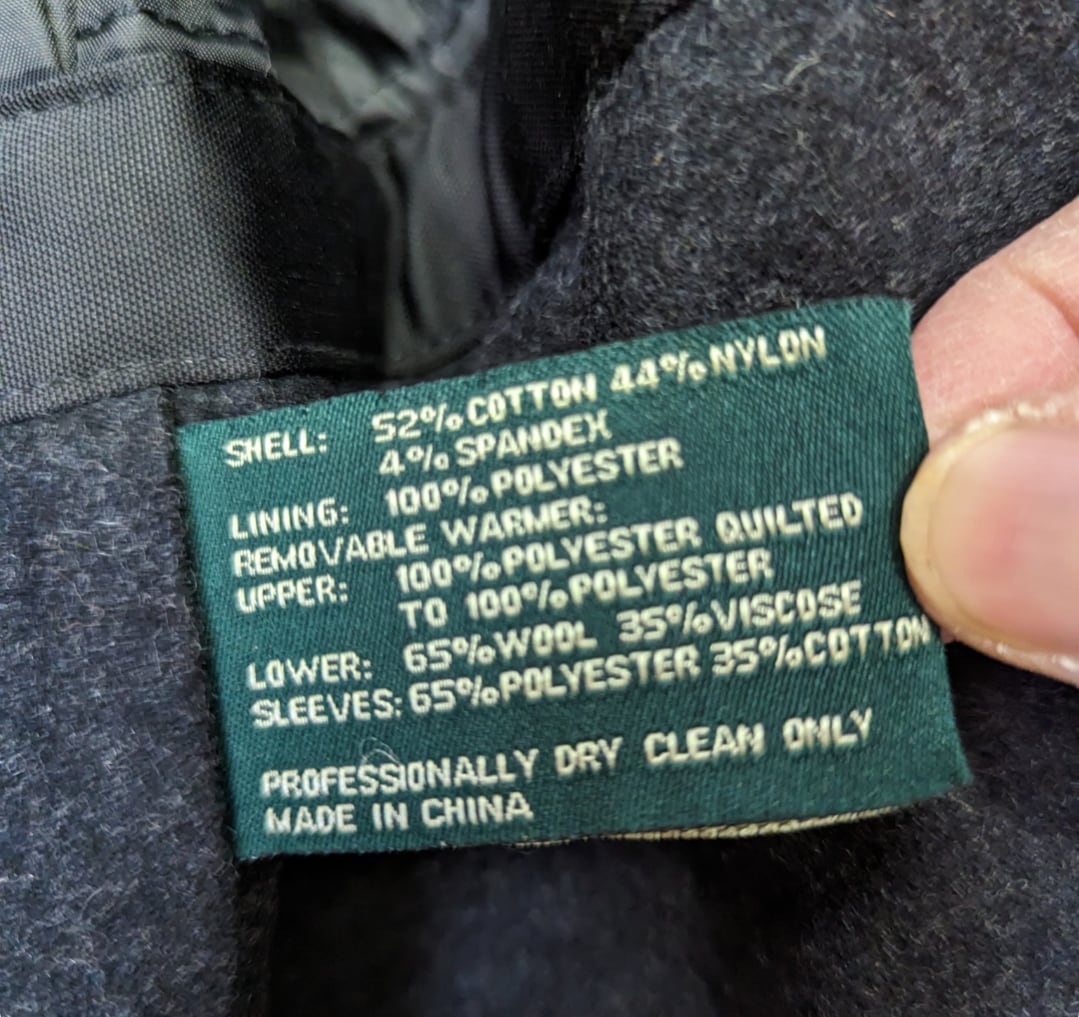 SHELL: 52% COTTON 44% NYLON
4% SPANDEX
LINING: 100% POLYESTER
REMOVABLE WARMER:
UPPER: 100% POLYESTER QUILTED
TO 100% POLYESTER
LOWER: 65% WOOL 35% VISCOSE
SLEEVES: 65% POLYESTER 35% COTTON
PROFESSIONALLY DRY CLEAN ONLY
MADE IN CHINA